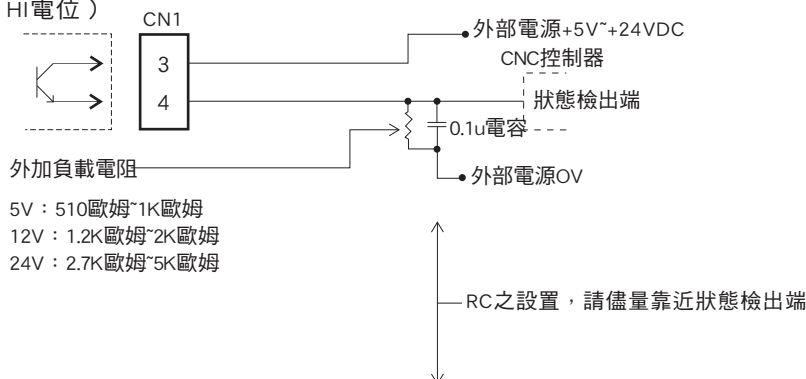 HI電位）
CN1
外部電源+5V~+24VDC
CNC控制器
3
4
狀態檢出端
0.1u電容
外加負載電阻
外部電源OV
5V：510歐姆~1K歐姆
12V：1.2K歐姆~2K歐姆
24V：2.7K歐姆~5K歐姆
RC之設置，請儘量靠近狀態檢出端